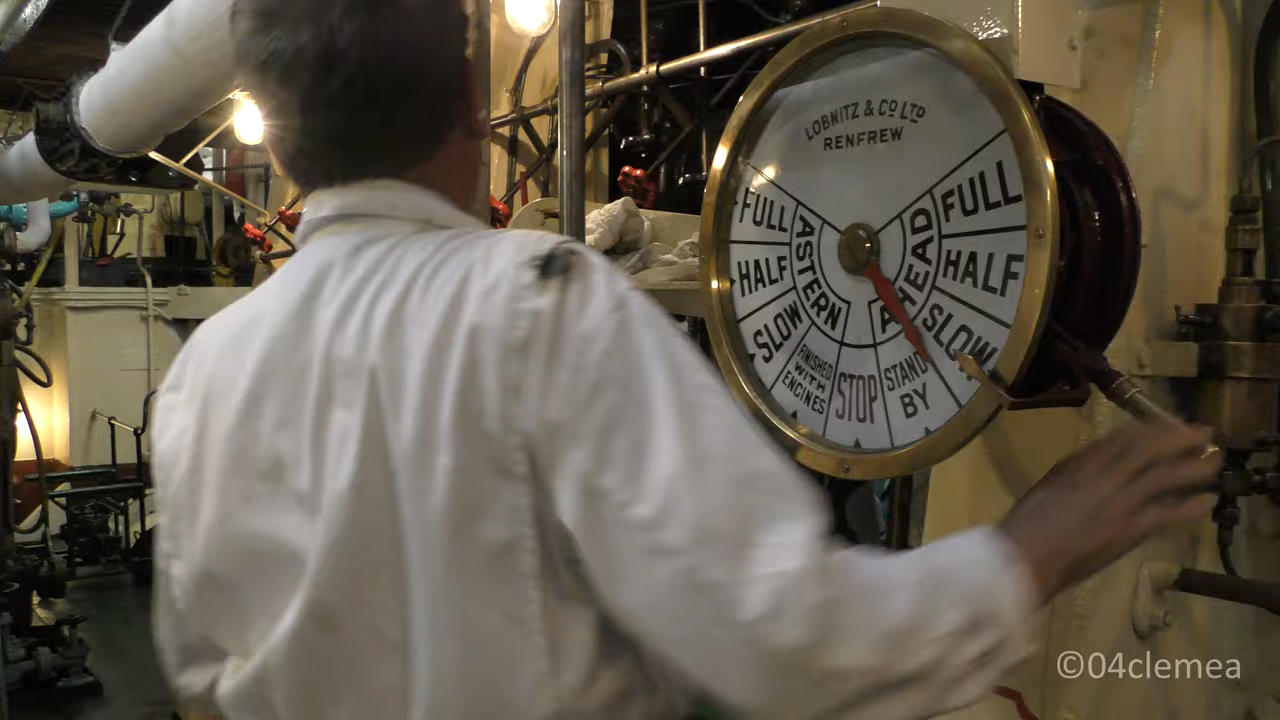 LOBNITZ & CO LTD
RENFREW
FULL
HALF
SLOW
ASTERN
FINISHED
WITH
ENGINES
STOP
STAND
BY
AHEAD
SLOW
HALF
FULL
©04clemea